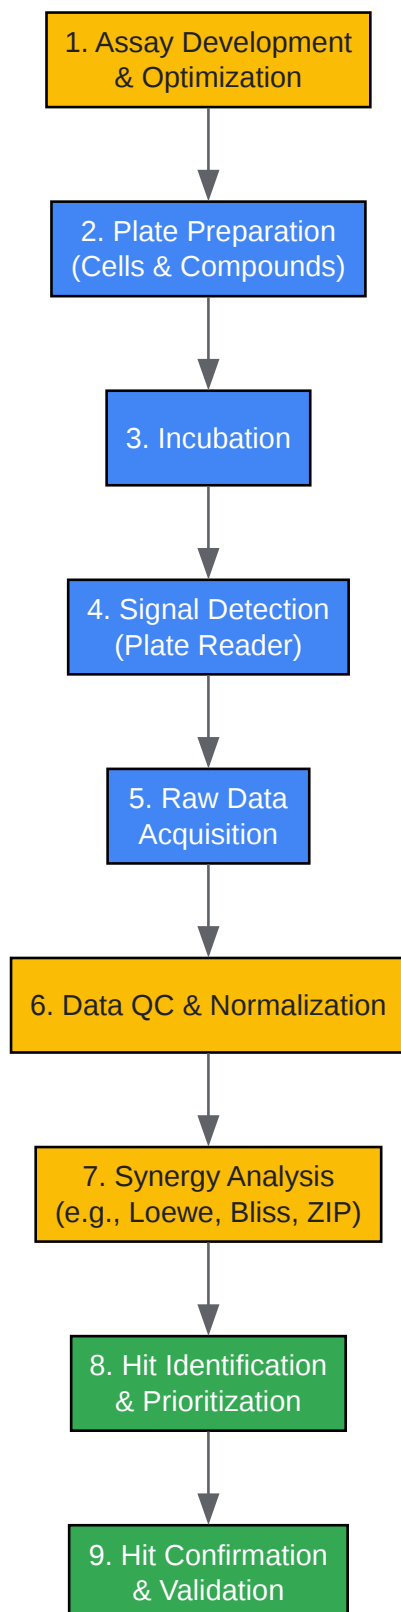 1. Assay Development
& Optimization
2. Plate Preparation
(Cells & Compounds)
3. Incubation
4. Signal Detection
(Plate Reader)
5. Raw Data
Acquisition
6. Data QC & Normalization
7. Synergy Analysis
(e.g., Loewe, Bliss, ZIP)
8. Hit Identification
& Prioritization
9. Hit Confirmation
& Validation